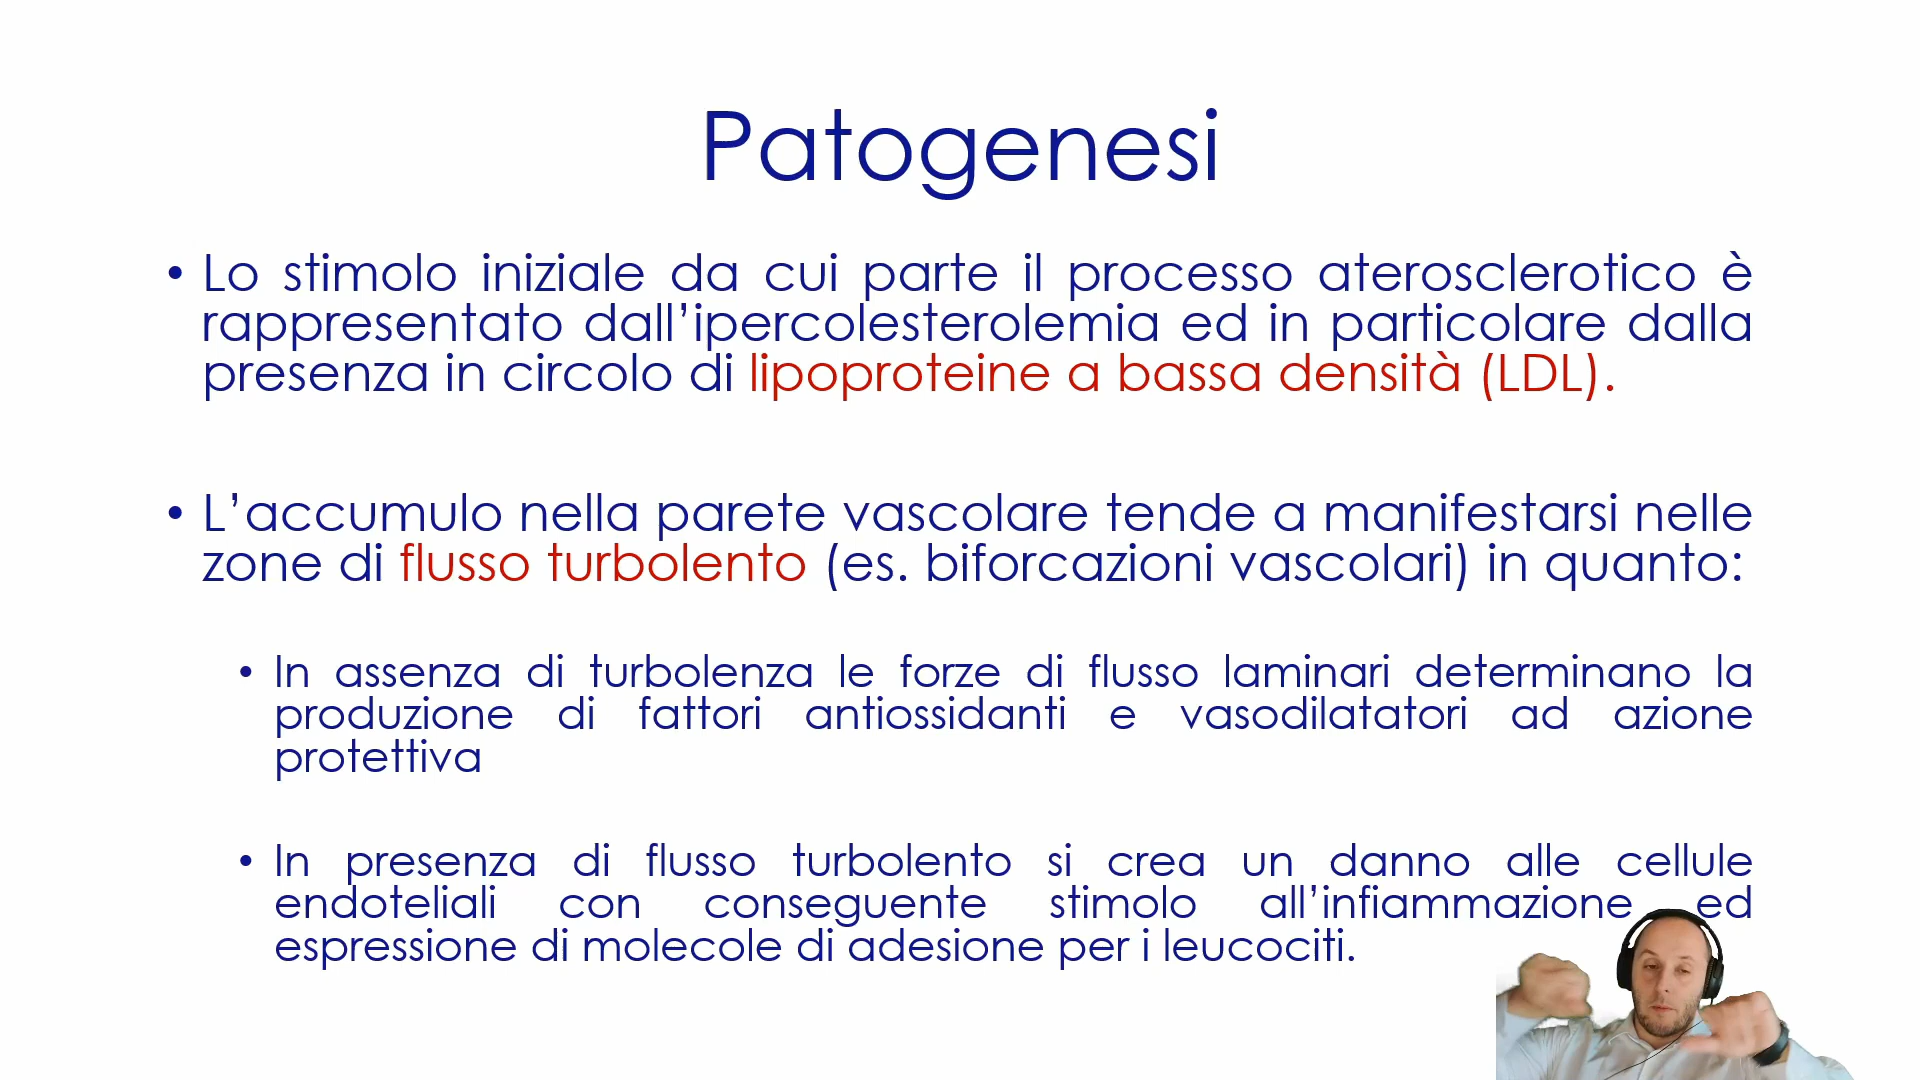 Patogenesi
• Lo stimolo iniziale da cui parte il processo aterosclerotico è
rappresentato dall’ipercolesterolemia ed in particolare dalla
presenza in circolo di lipoproteine a bassa densità (LDL).
• L’accumulo nella parete vascolare tende a manifestarsi nelle
zone di flusso turbolento (es. biforcazioni vascolari) in quanto:
• In assenza di turbolenza le forze di flusso laminari determinano la
produzione di fattori antiossidanti e vasodilatatori ad azione
protettiva
• In presenza di flusso turbolento si crea un danno alle cellule
endoteliali con conseguente stimolo all’infiammazione ed
espressione di molecole di adesione per i leucociti.